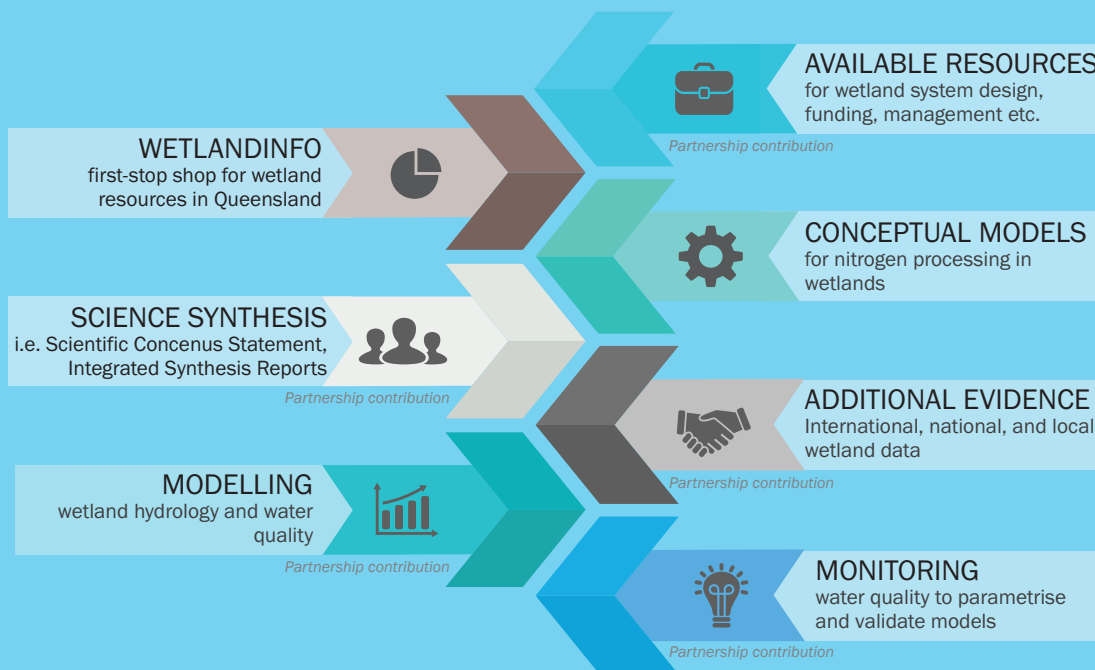 AVAILABLE RESOURCES
for wetland system design,
funding, management etc.
Partnership contribution
WETLANDINFO
first-stop shop for wetland
resources in Queensland
CONCEPTUAL MODELS
for nitrogen processing in
wetlands
SCIENCE SYNTHESIS
i.e. Scientific Concenus Statement,
Integrated Synthesis Reports
Partnership contribution
ADDITIONAL EVIDENCE
International, national, and local
wetland data
Partnership contribution
MODELLING
wetland hydrology and water
quality
Partnership contribution
MONITORING
water quality to parametrise
and validate models
Partnership contribution